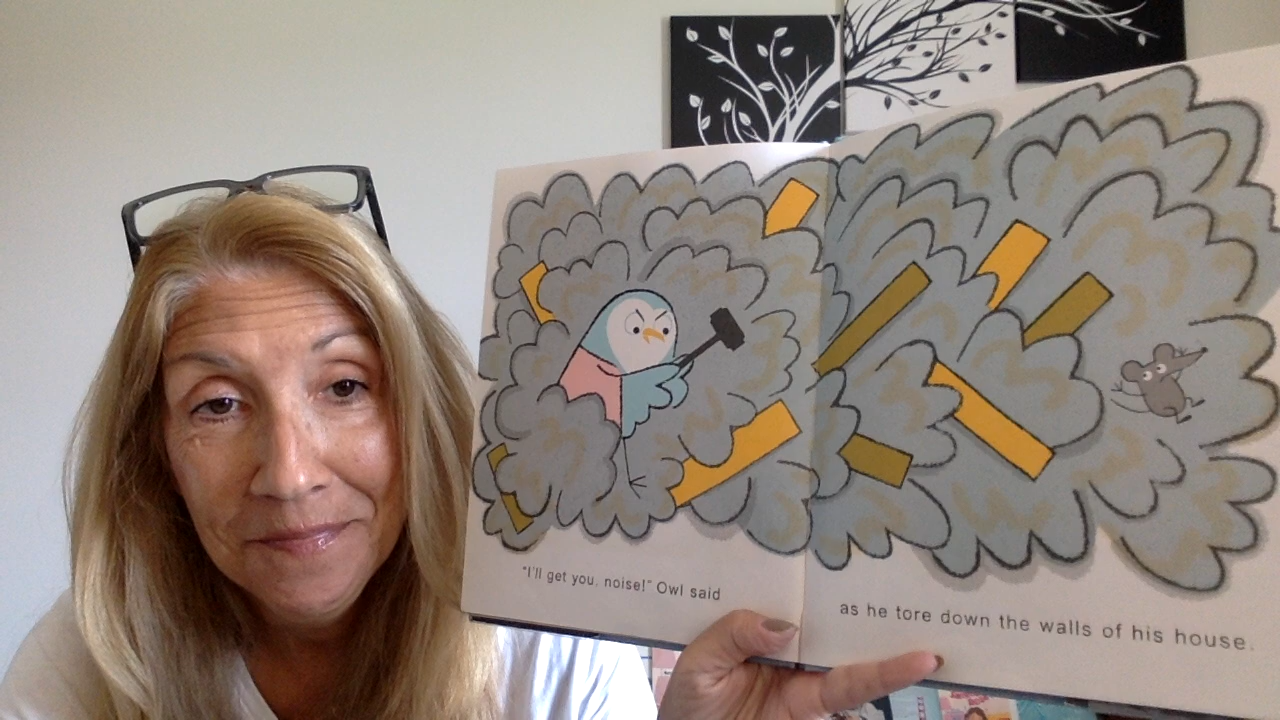 "I'll get you, noise!" Owl said
as he tore down the walls of his house.